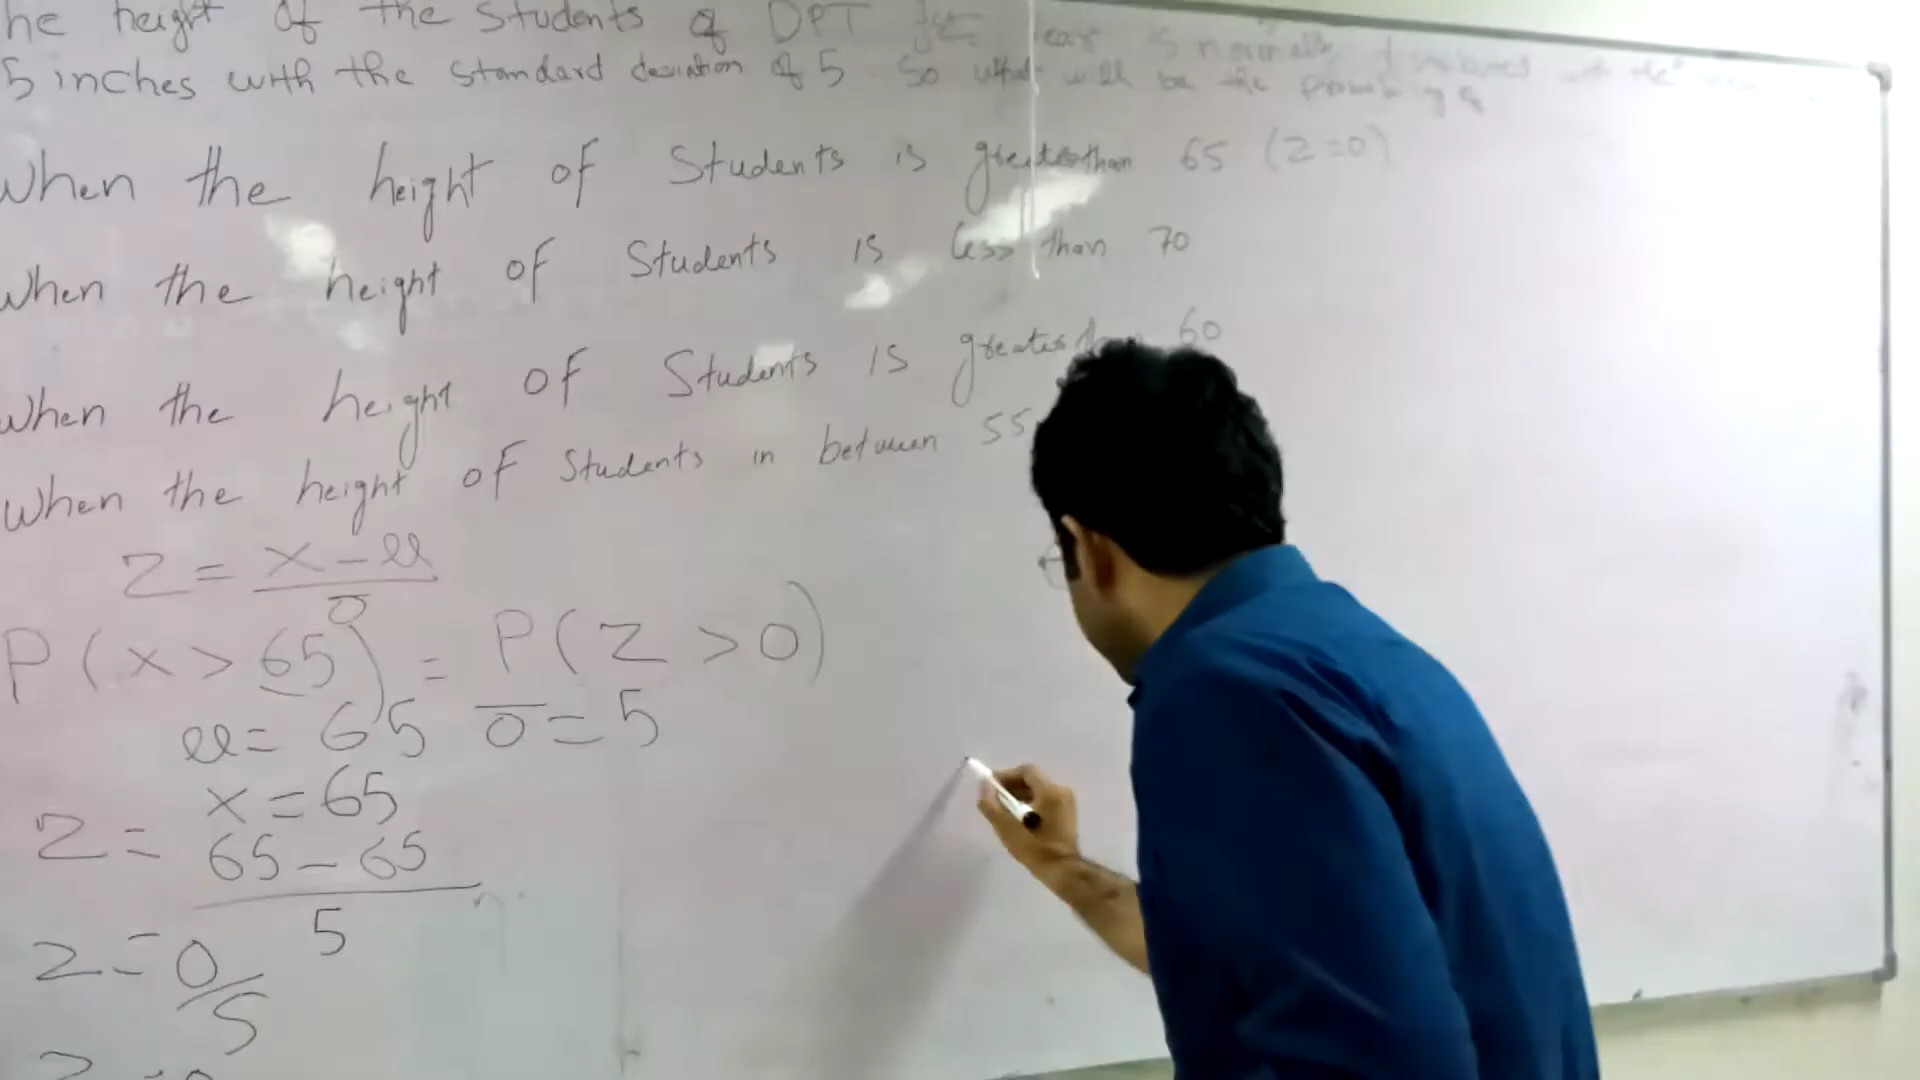 he height of the Students of DPT year is normally
5 inches with the standard deviation of 5 So what will be the
When the height of Students is greater than 65 (Z=0)
When the height of Students is less than 70
When the height of Students is greater 60
When the height of Students in between 55
Z = x - μ
σ
P(x > 65) = P(Z > 0)
μ = 65 σ = 5
x = 65
Z = 65 - 65
5
Z = 0/5